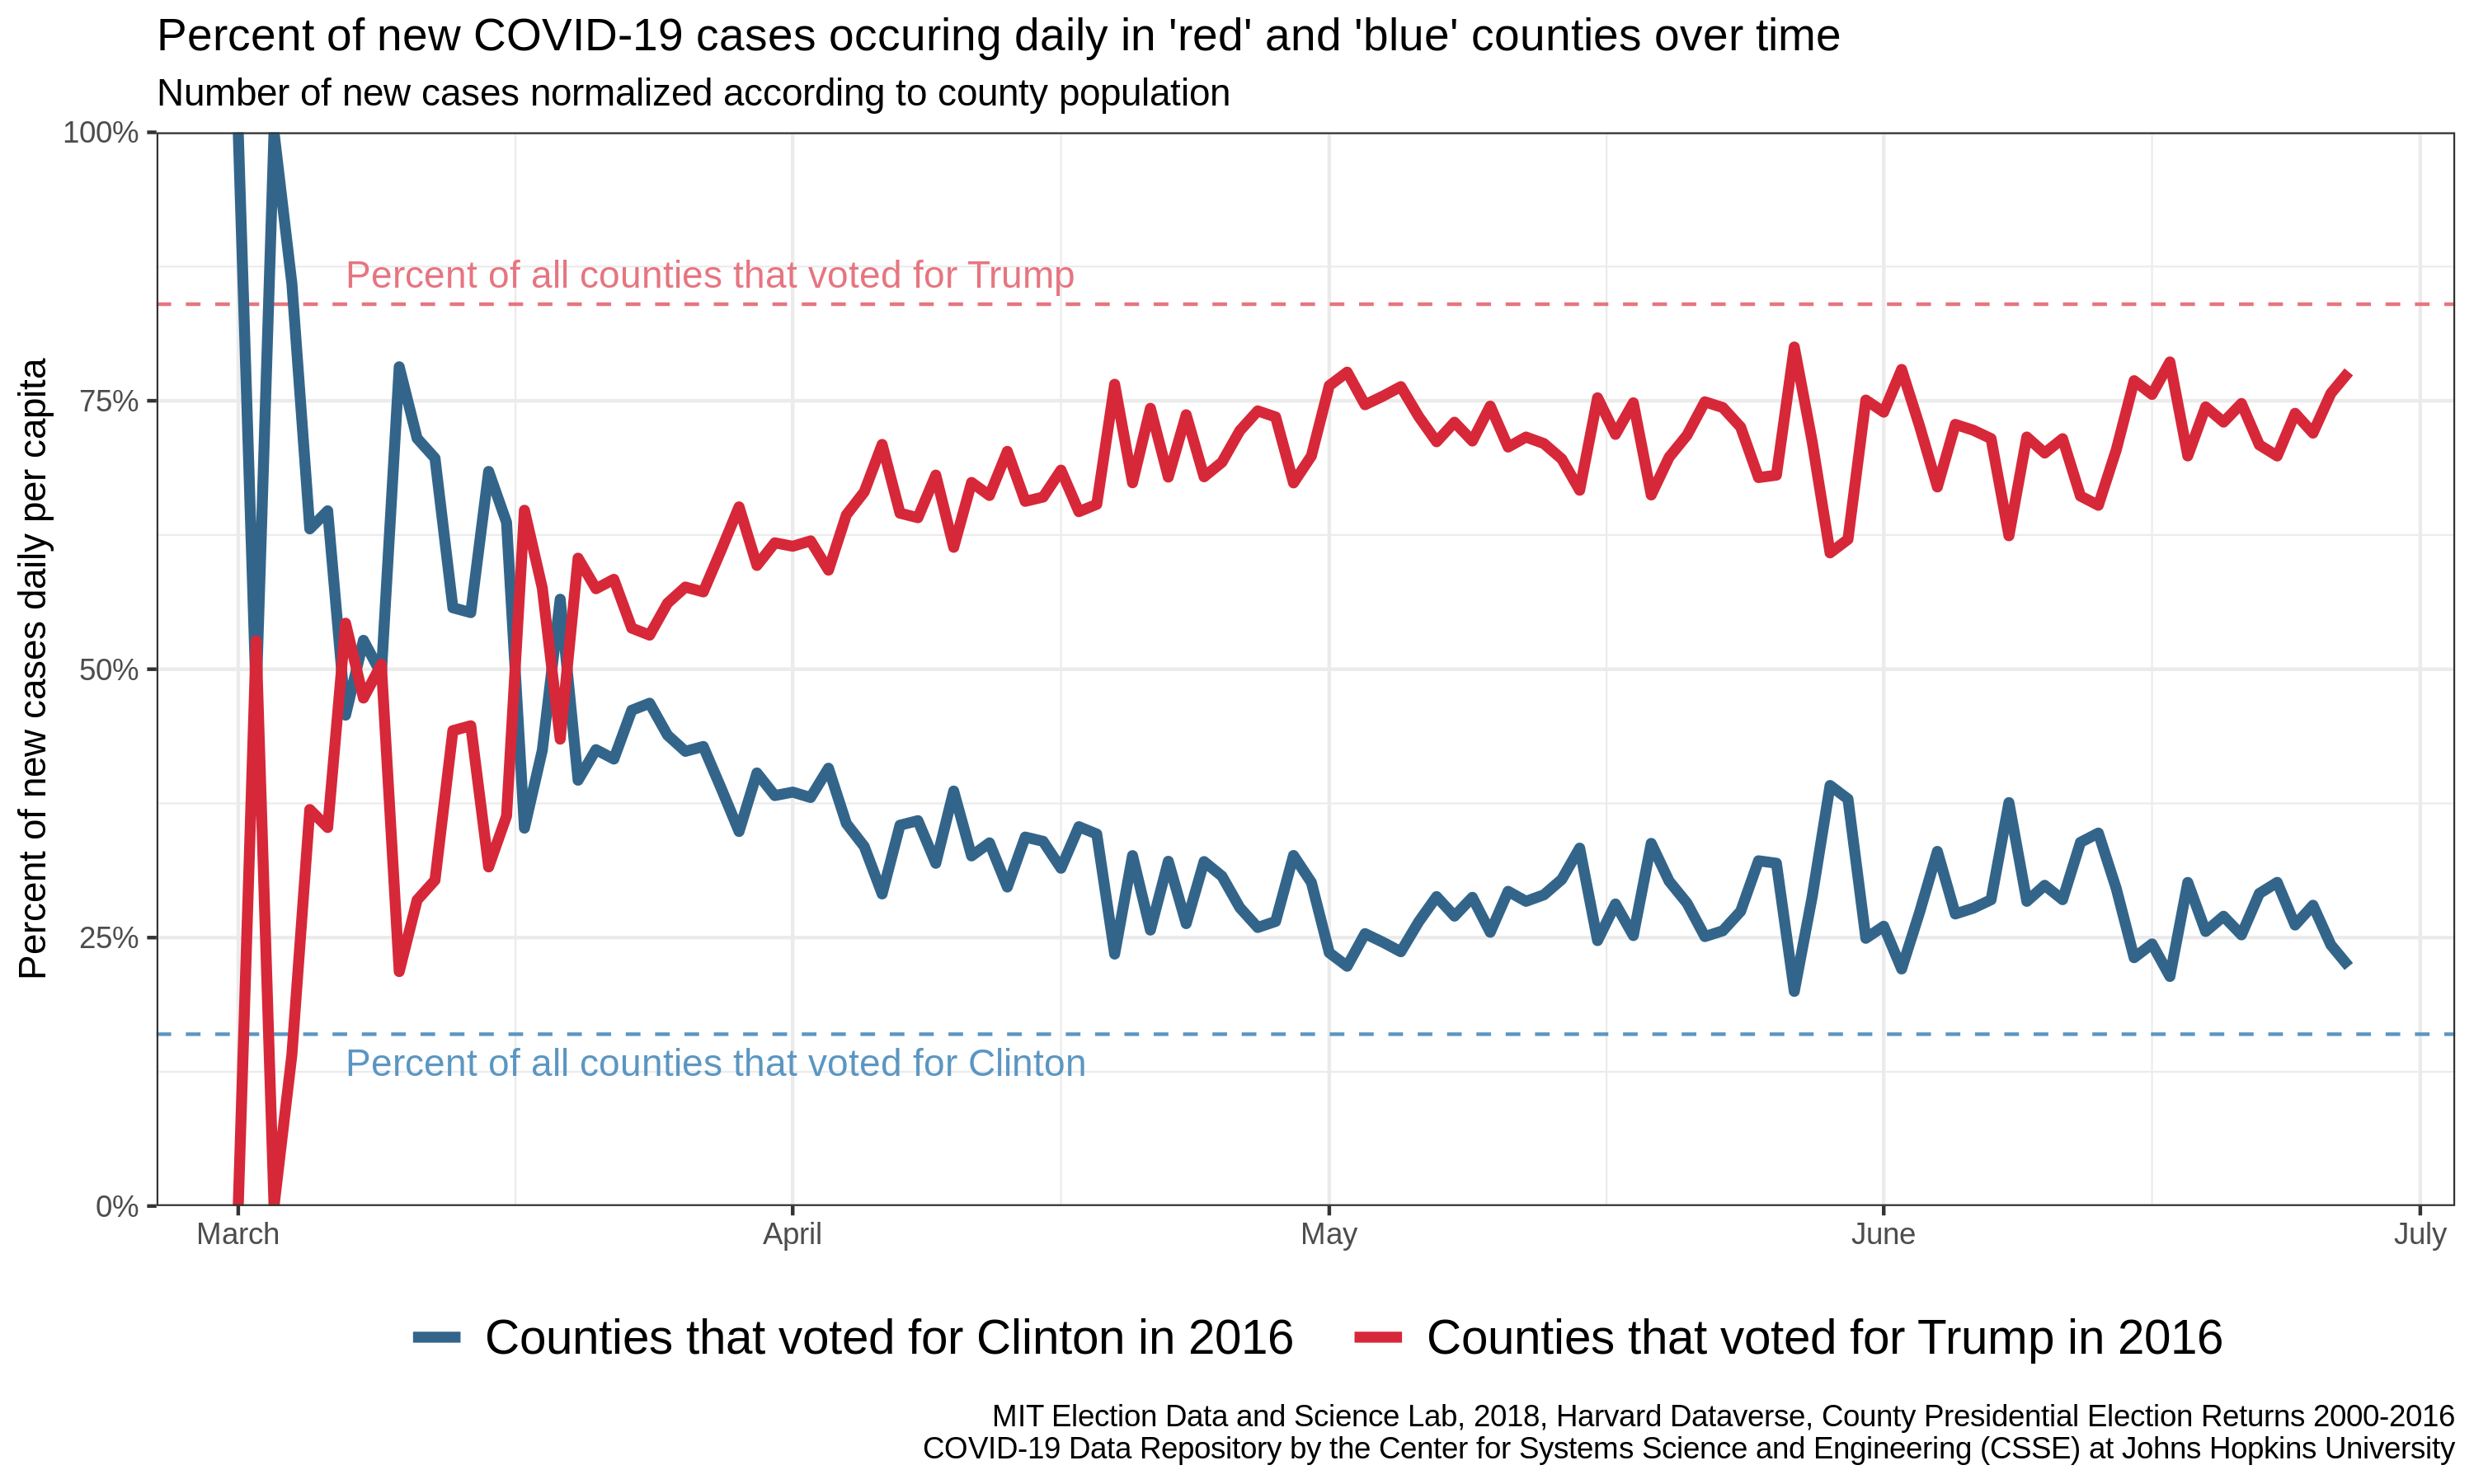 Percent of new COVID-19 cases occuring daily in 'red' and 'blue' counties over time
Number of new cases normalized according to county population
Percent of new cases daily per capita
100%
75%
50%
25%
0%
Percent of all counties that voted for Trump
Percent of all counties that voted for Clinton
March
April
May
June
July
Counties that voted for Clinton in 2016
Counties that voted for Trump in 2016
MIT Election Data and Science Lab, 2018, Harvard Dataverse, County Presidential Election Returns 2000-2016
COVID-19 Data Repository by the Center for Systems Science and Engineering (CSSE) at Johns Hopkins University